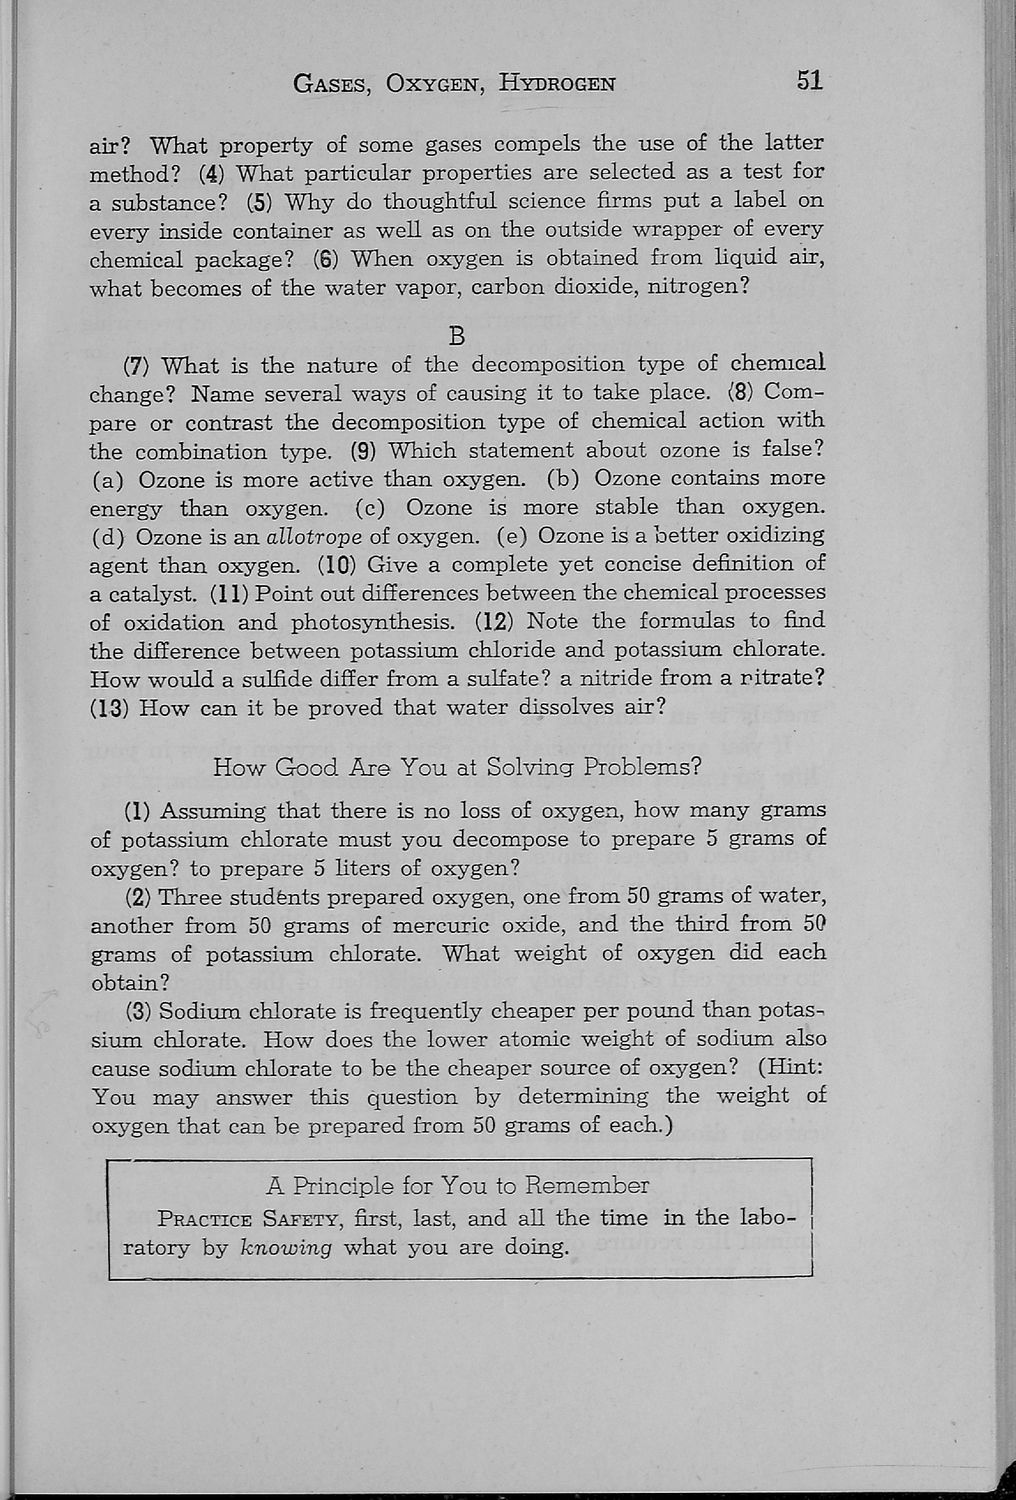 Gases, Oxygen, Hydrogen 51
air? What property of some gases compels the use of the latter
method? (4) What particular properties are selected as a test for
a substance? (5) Why do thoughtful science firms put a label on
every inside container as well as on the outside wrapper of every
chemical package? (6) When oxygen is obtained from liquid air,
what becomes of the water vapor, carbon dioxide, nitrogen?
B
(7) What is the nature of the decomposition type of chemical
change? Name several ways of causing it to take place. (8) Com-
pare or contrast the decomposition type of chemical action with
the combination type. (9) Which statement about ozone is false?
(a) Ozone is more active than oxygen. (b) Ozone contains more
energy than oxygen. (c) Ozone is more stable than oxygen.
(d) Ozone is an allotrope of oxygen. (e) Ozone is a better oxidizing
agent than oxygen. (10) Give a complete yet concise definition of
a catalyst. (11) Point out differences between the chemical processes
of oxidation and photosynthesis. (12) Note the formulas to find
the difference between potassium chloride and potassium chlorate.
How would a sulfide differ from a sulfate? a nitride from a nitrate?
(13) How can it be proved that water dissolves air?
How Good Are You at Solving Problems?
(1) Assuming that there is no loss of oxygen, how many grams
of potassium chlorate must you decompose to prepare 5 grams of
oxygen? to prepare 5 liters of oxygen?
(2) Three students prepared oxygen, one from 50 grams of water,
another from 50 grams of mercuric oxide, and the third from 50
grams of potassium chlorate. What weight of oxygen did each
obtain?
(3) Sodium chlorate is frequently cheaper per pound than potas-
sium chlorate. How does the lower atomic weight of sodium also
cause sodium chlorate to be the cheaper source of oxygen? (Hint:
You may answer this question by determining the weight of
oxygen that can be prepared from 50 grams of each.)
A Principle for You to Remember
Practice Safety, first, last, and all the time in the labo-
ratory by knowing what you are doing.